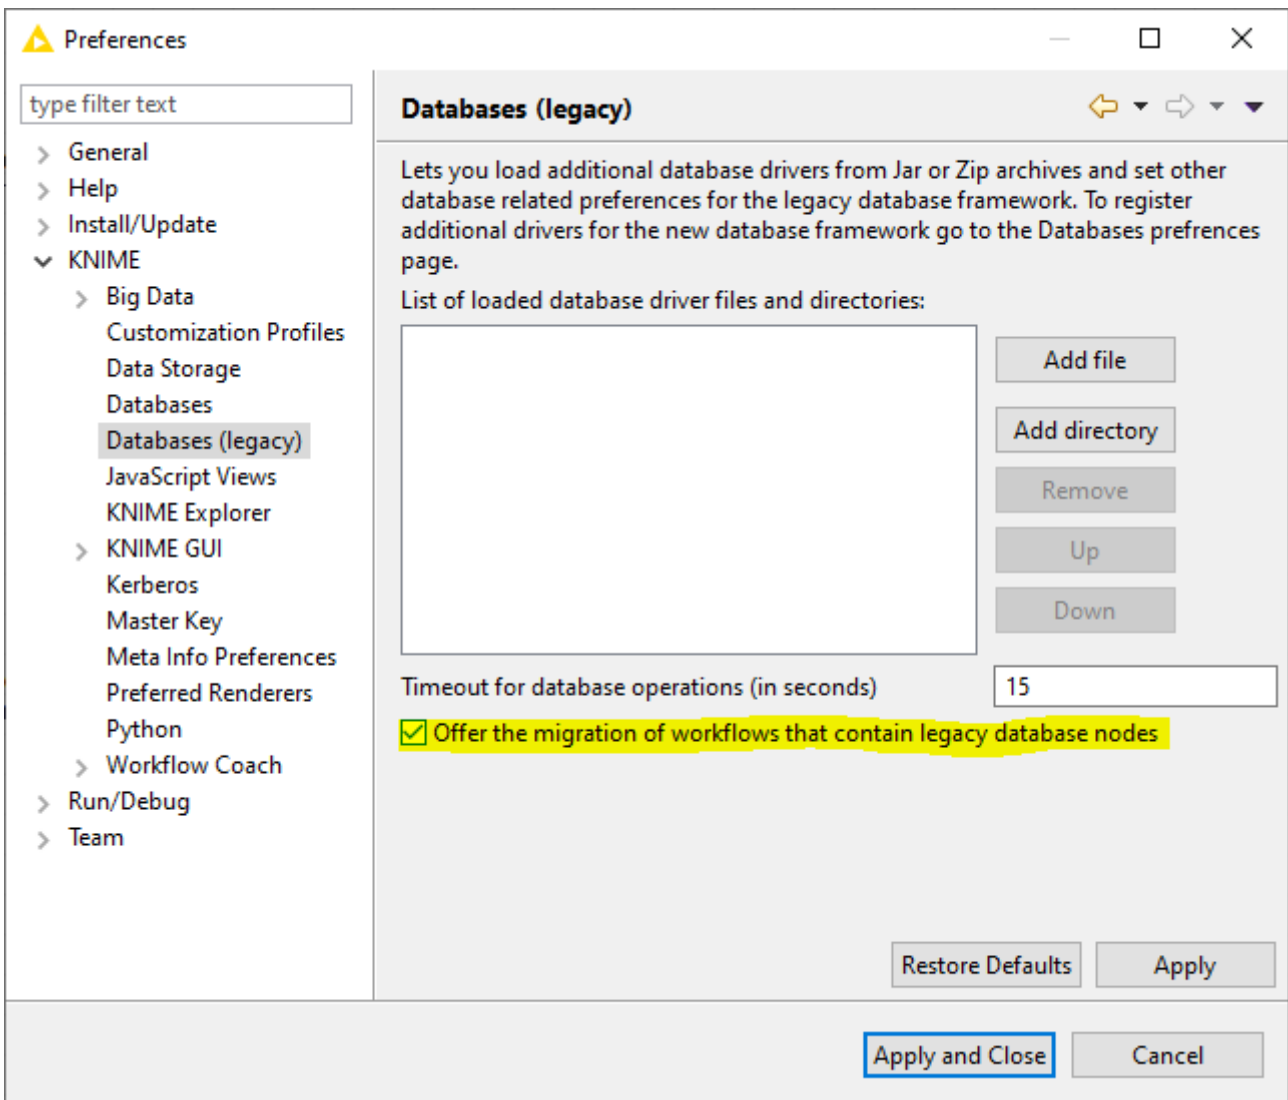 Preferences
type filter text
General
Help
Install/Update
KNIME
Big Data
Customization Profiles
Data Storage
Databases
Databases (legacy)
JavaScript Views
KNIME Explorer
KNIME GUI
Kerberos
Master Key
Meta Info Preferences
Preferred Renderers
Python
Workflow Coach
Run/Debug
Team
Databases (legacy)
Lets you load additional database drivers from Jar or Zip archives and set other
database related preferences for the legacy database framework. To register
additional drivers for the new database framework go to the Databases prefrences
page.
List of loaded database driver files and directories:
Add file
Add directory
Remove
Up
Down
Timeout for database operations (in seconds)
15
Offer the migration of workflows that contain legacy database nodes
Restore Defaults
Apply
Apply and Close
Cancel